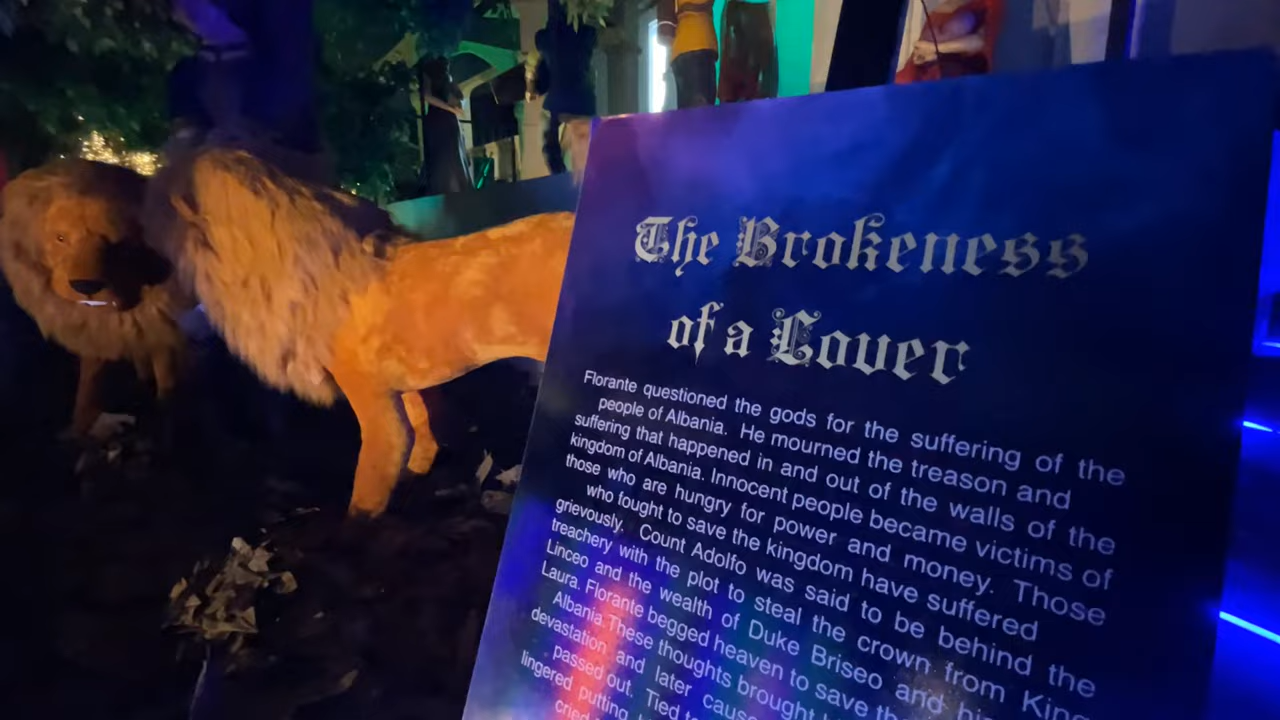 The Brokeness
of a Lover
Florante questioned the gods for the suffering of the
people of Albania. He mourned the treason and
suffering that happened in and out of the walls of the
kingdom of Albania. Innocent people became victims of
those who are hungry for power and money. Those
who fought to save the kingdom have suffered
grievously. Count Adolfo was said to be behind the
treachery with the plot to steal the crown from King
Linceo and the wealth of Duke Briseo and his
Laura. Florante begged heaven to save the
Albania. These thoughts brought
devastation and later caused
passed out. Tied to
lingered putting
cried